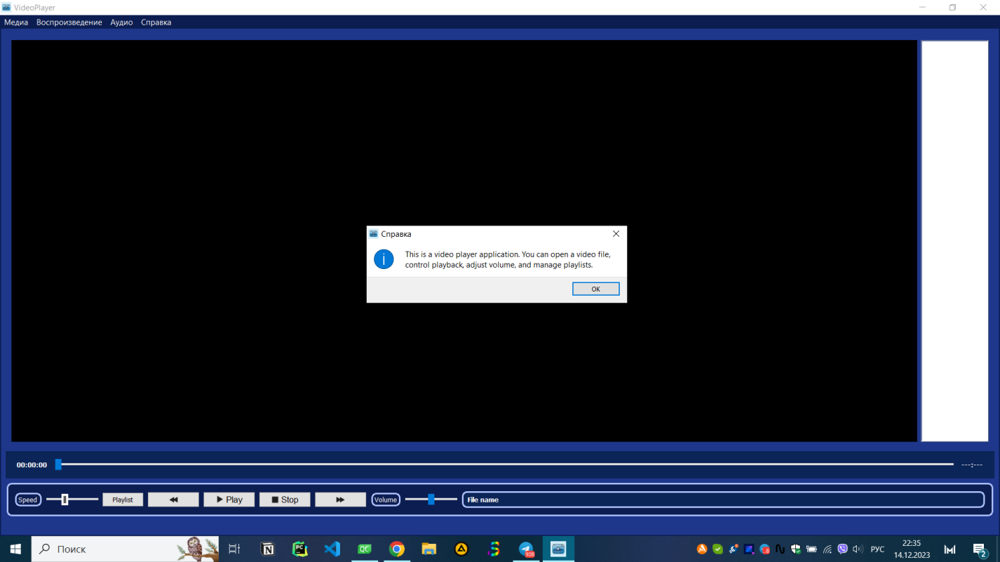 VideoPlayer
Медиа Воспроизведение Аудио Справка
Справка
This is a video player application. You can open a video file,
control playback, adjust volume, and manage playlists.
OK
00:00:00 ---:---
Speed Playlist Play Stop Volume File name
Поиск
PC
QC
908
РУС
22:35
14.12.2023
2